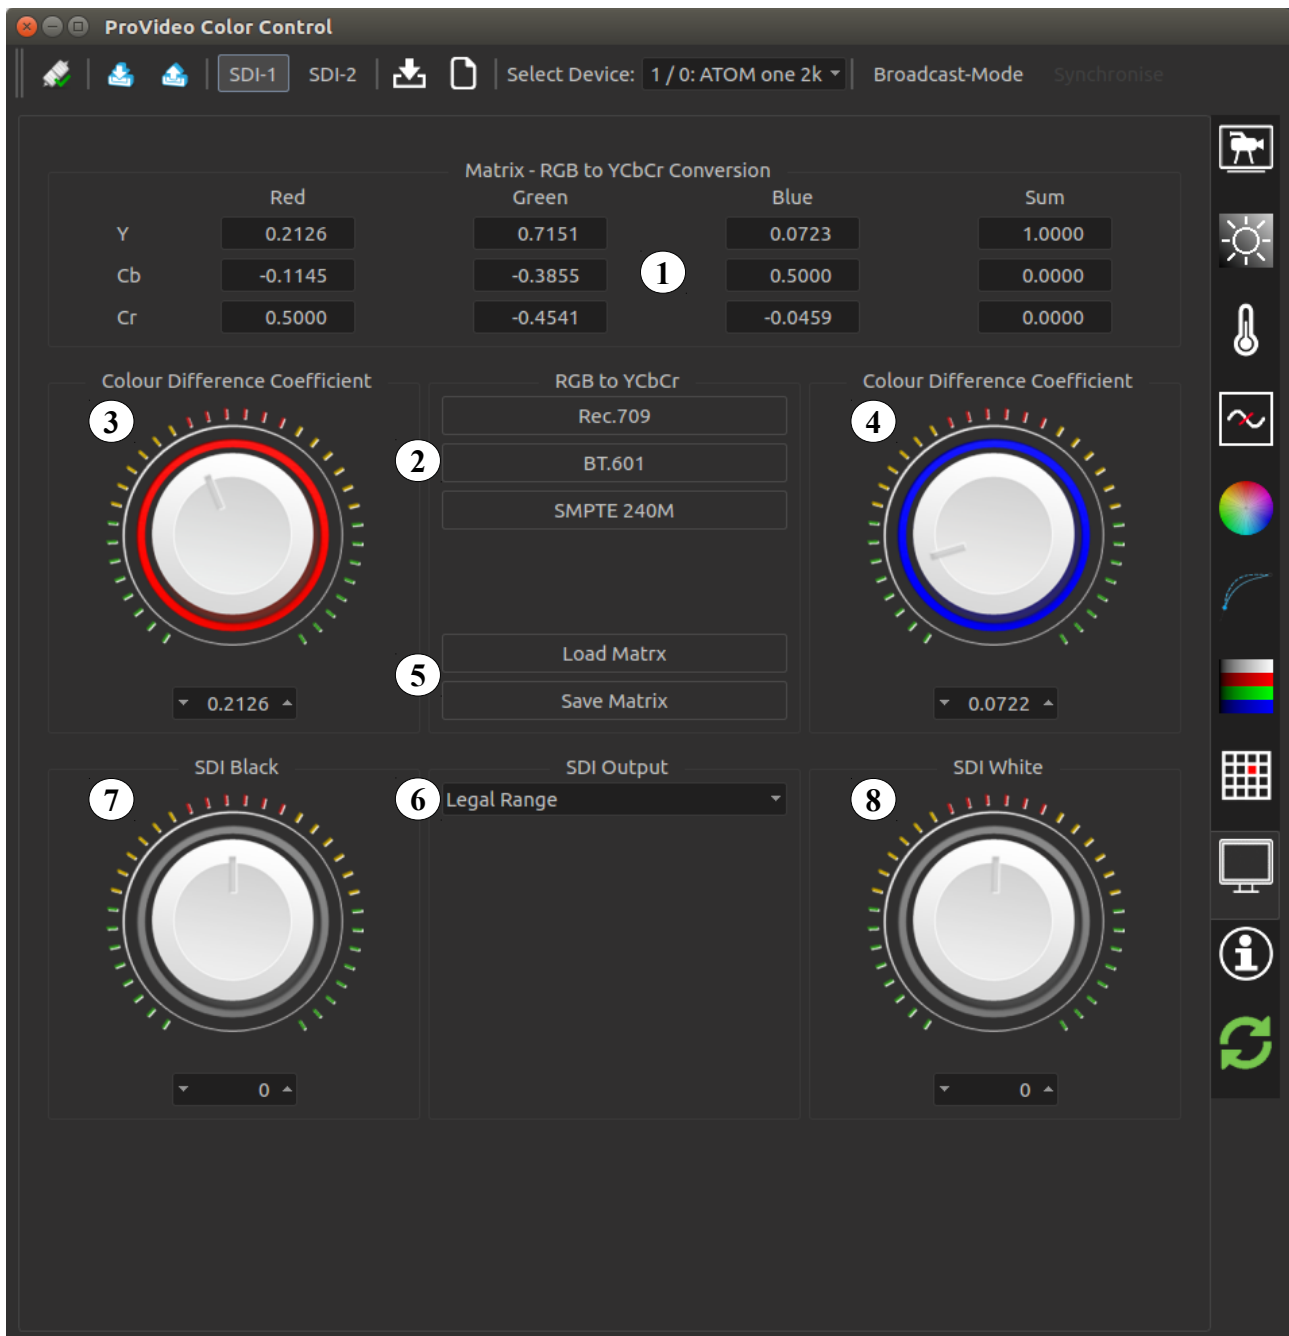 ProVideo Color Control
SDI-1 SDI-2 Select Device: 1 / 0: ATOM one 2k Broadcast-Mode Synchronise
Matrix - RGB to YCbCr Conversion
Red Green Blue Sum
Y 0.2126 0.7151 0.0723 1.0000
Cb -0.1145 -0.3855 1 0.5000 0.0000
Cr 0.5000 -0.4541 -0.0459 0.0000
Colour Difference Coefficient RGB to YCbCr Colour Difference Coefficient
3 Rec.709 4
2 BT.601
SMPTE 240M
Load Matrx
5
0.2126 Save Matrix 0.0722
SDI Black SDI Output SDI White
7 6 Legal Range 8
0 0